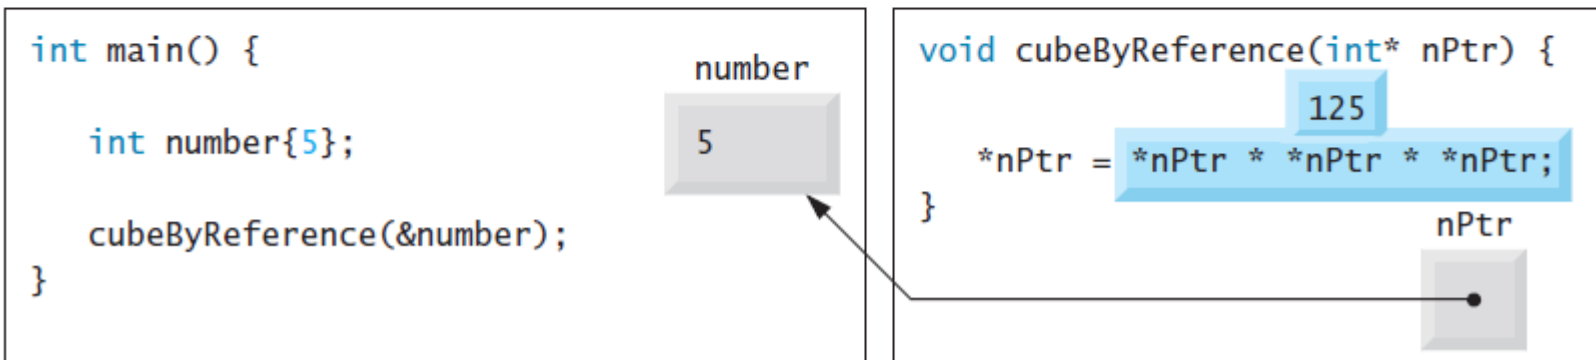 int main() {
number
int number{5};
5
cubeByReference(&number);
}
void cubeByReference(int* nPtr) {
125
*nPtr = *nPtr * *nPtr * *nPtr;
}
nPtr